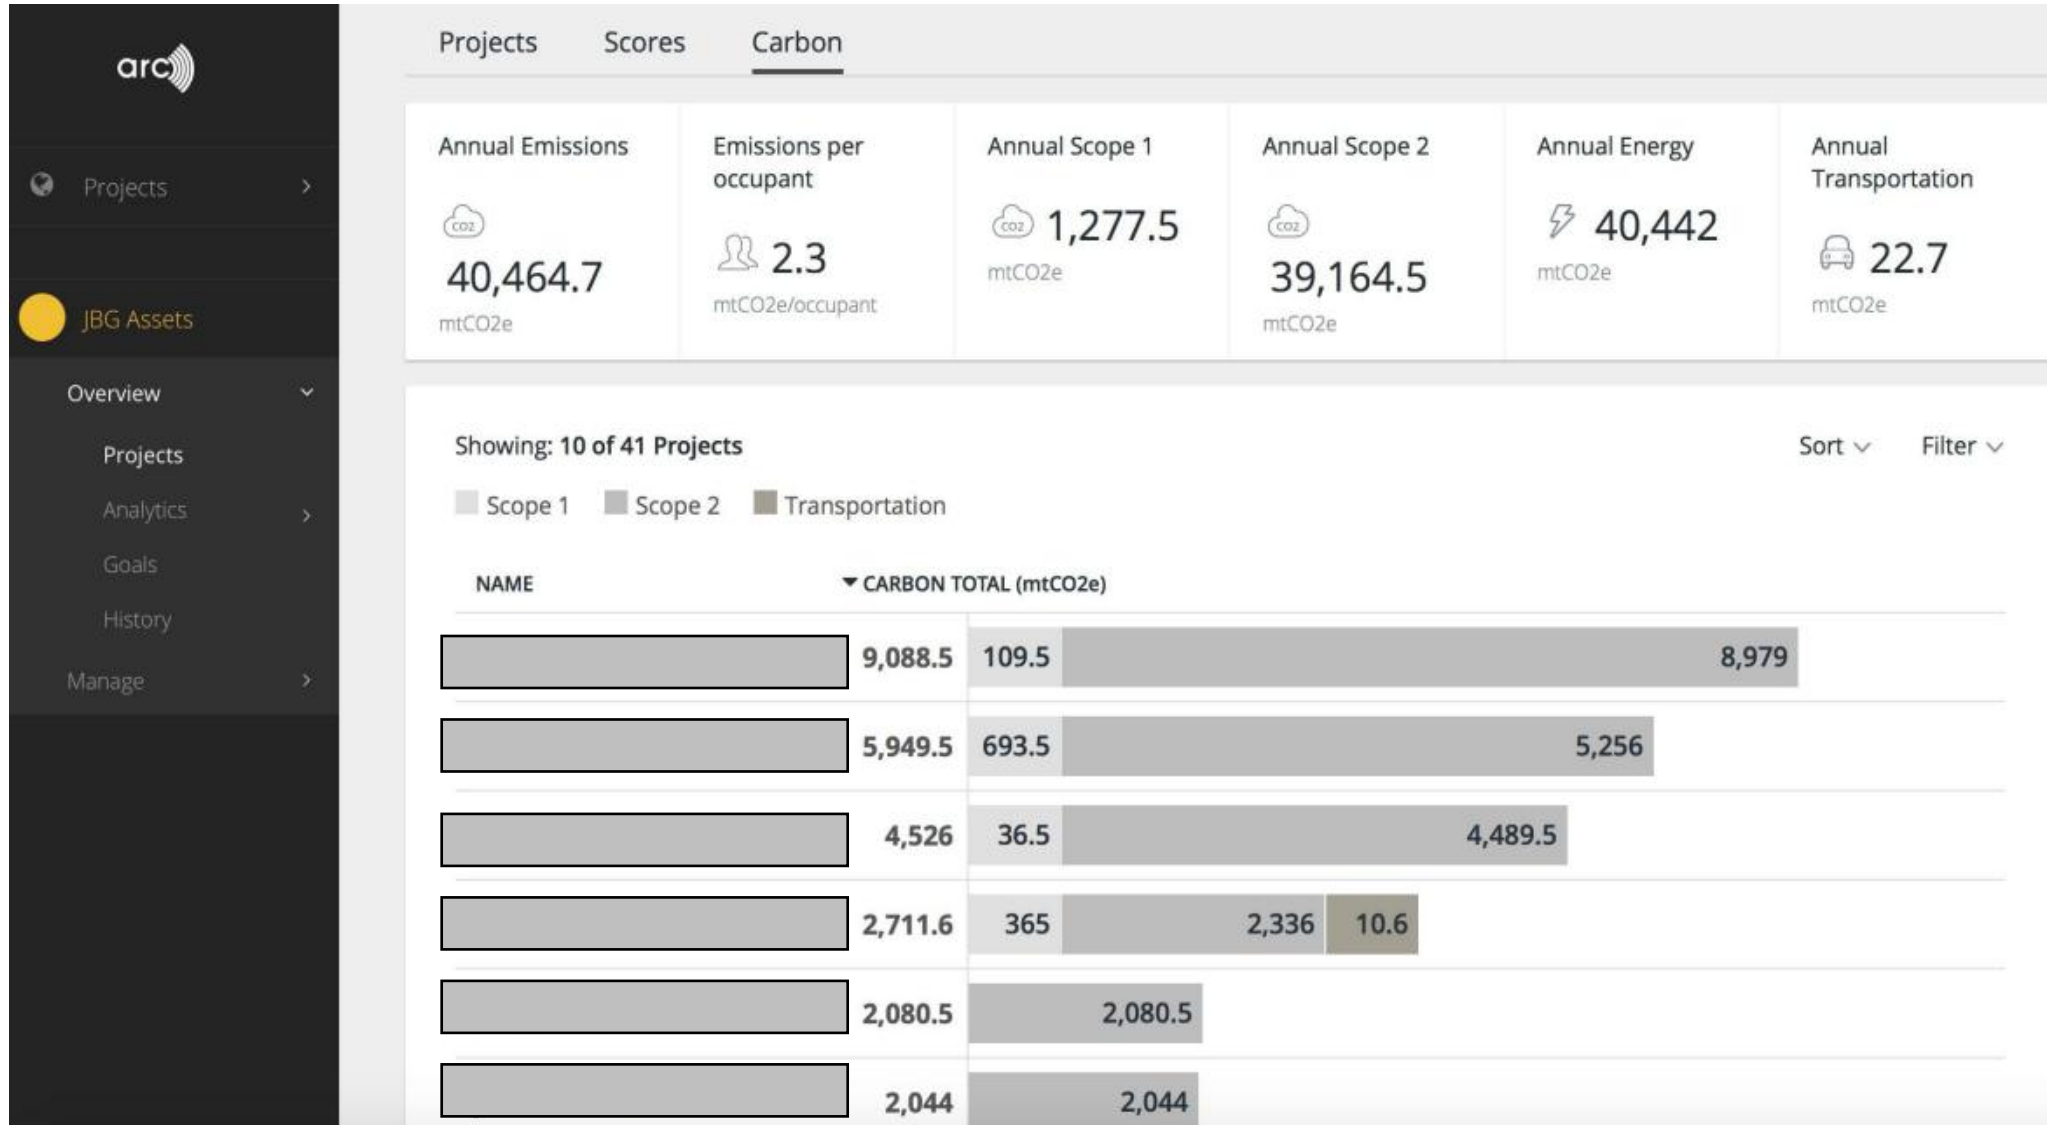 arc
Projects
JBG Assets
Overview
Projects
Analytics
Goals
History
Manage
Projects Scores Carbon
Annual Emissions
CO2
40,464.7
mtCO2e
Emissions per
occupant
2.3
mtCO2e/occupant
Annual Scope 1
CO2 1,277.5
mtCO2e
Annual Scope 2
CO2
39,164.5
mtCO2e
Annual Energy
40,442
mtCO2e
Annual
Transportation
22.7
mtCO2e
Showing: 10 of 41 Projects Sort Filter
Scope 1 Scope 2 Transportation
NAME CARBON TOTAL (mtCO2e)
9,088.5 109.5 8,979
5,949.5 693.5 5,256
4,526 36.5 4,489.5
2,711.6 365 2,336 10.6
2,080.5 2,080.5
2,044 2,044